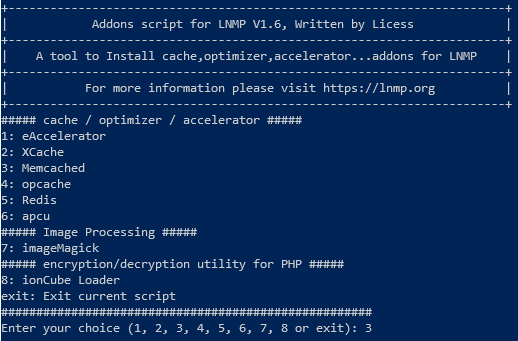 +------------------------------------------------------------------------+
|           Addons script for LNMP V1.6, Written by Licess           |
+------------------------------------------------------------------------+
|    A tool to Install cache,optimizer,accelerator...addons for LNMP    |
+------------------------------------------------------------------------+
|          For more information please visit https://lnmp.org          |
+------------------------------------------------------------------------+
##### cache / optimizer / accelerator #####
1: eAccelerator
2: XCache
3: Memcached
4: opcache
5: Redis
6: apcu
##### Image Processing #####
7: imageMagick
##### encryption/decryption utility for PHP #####
8: ionCube Loader
exit: Exit current script
#####################################################
Enter your choice (1, 2, 3, 4, 5, 6, 7, 8 or exit): 3